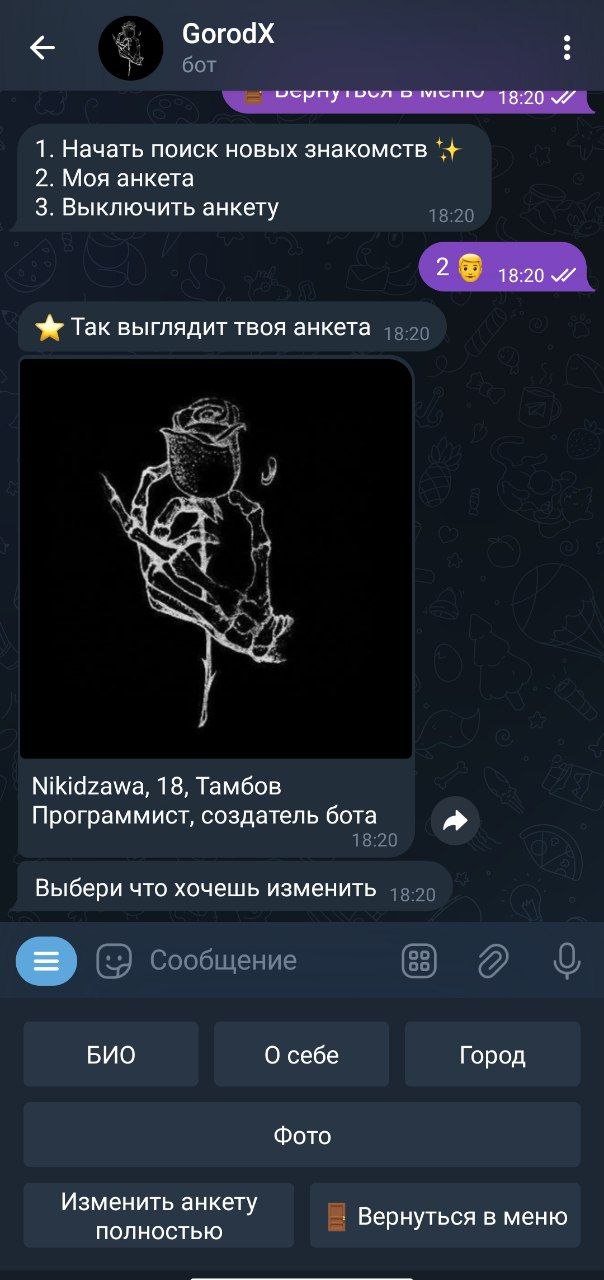 GorodX
бот
Вернуться в меню 18:20
1. Начать поиск новых знакомств ✨
2. Моя анкета
3. Выключить анкету
18:20
2 👨 18:20
⭐ Так выглядит твоя анкета 18:20
Nikidzawa, 18, Тамбов
Программист, создатель бота
18:20
Выбери что хочешь изменить 18:20
Сообщение
БИО О себе Город
Фото
Изменить анкету
полностью
🚪 Вернуться в меню